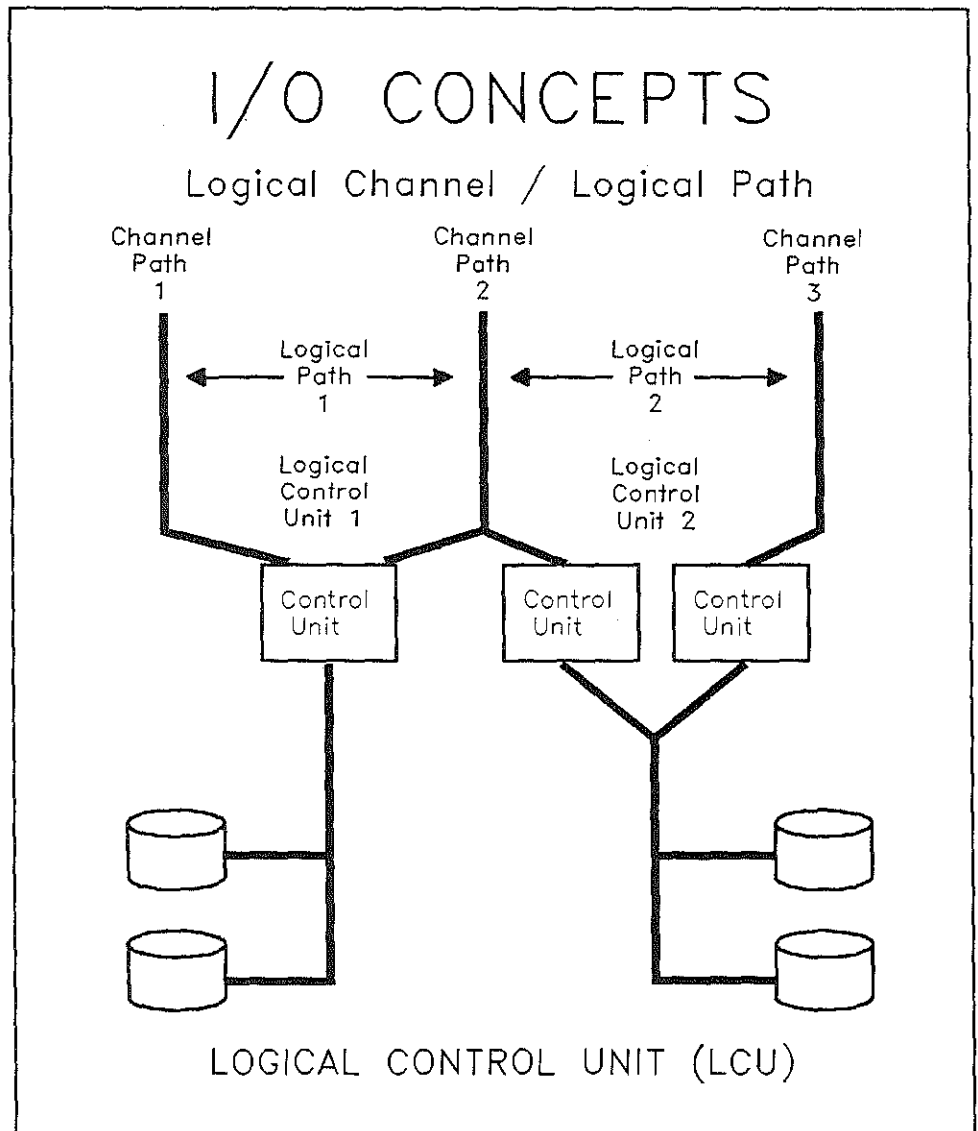 I/O CONCEPTS
Logical Channel / Logical Path
Channel
Path
1
Channel
Path
2
Channel
Path
3
Logical
Path
1
Logical
Path
2
Logical
Control
Unit 1
Logical
Control
Unit 2
Control
Unit
Control
Unit
Control
Unit
LOGICAL CONTROL UNIT (LCU)